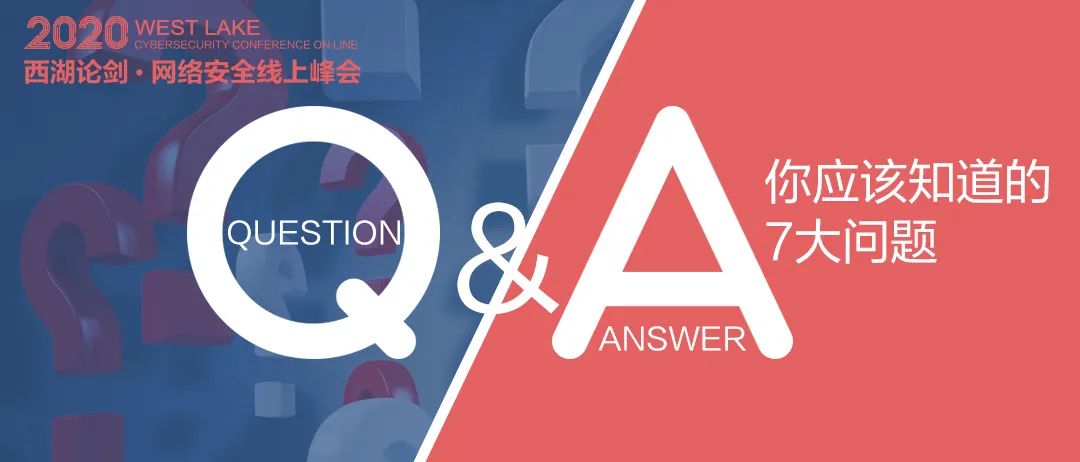 2020 WEST LAKE
CYBERSECURITY CONFERENCE ON LINE
西湖论剑·网络安全线上峰会
Q & A
QUESTION
ANSWER
你应该知道的
7大问题